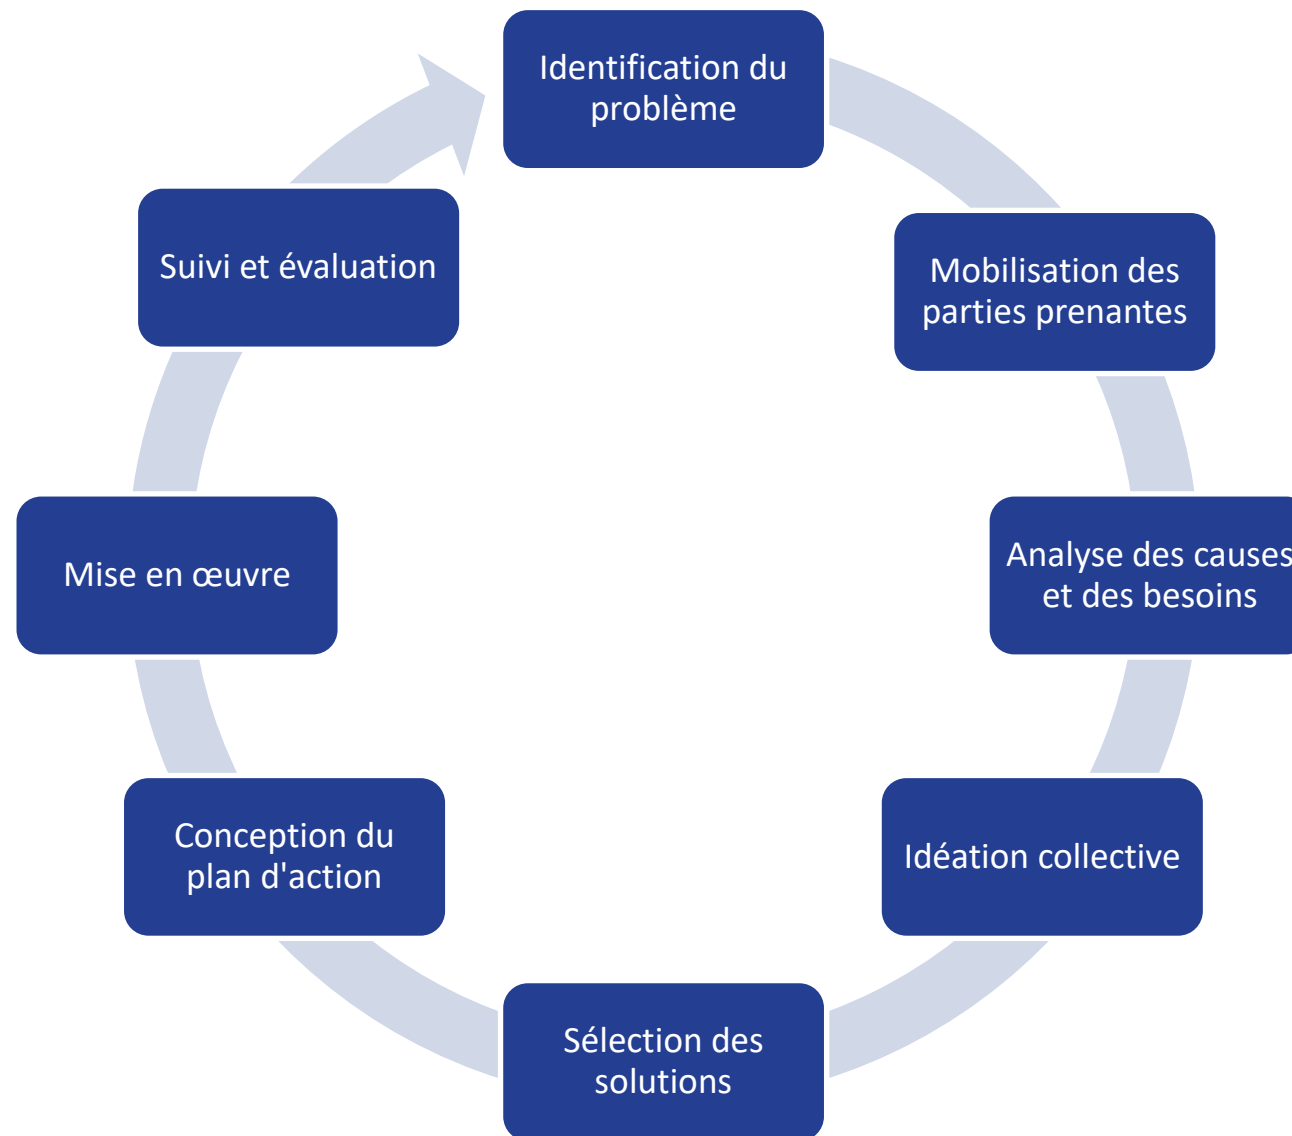 Identification du
problème
Mobilisation des
parties prenantes
Analyse des causes
et des besoins
Idéation collective
Sélection des
solutions
Conception du
plan d'action
Mise en œuvre
Suivi et évaluation